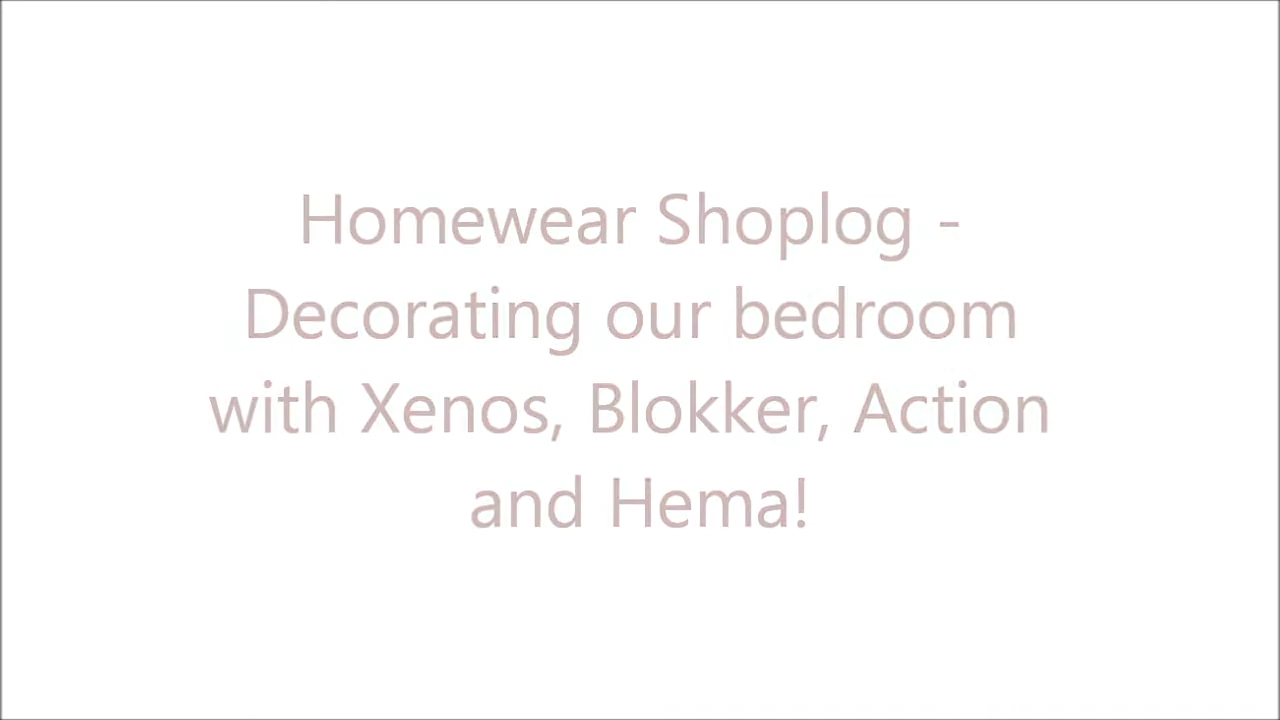 Homewear Shoplog -
Decorating our bedroom
with Xenos, Blokker, Action
and Hema!